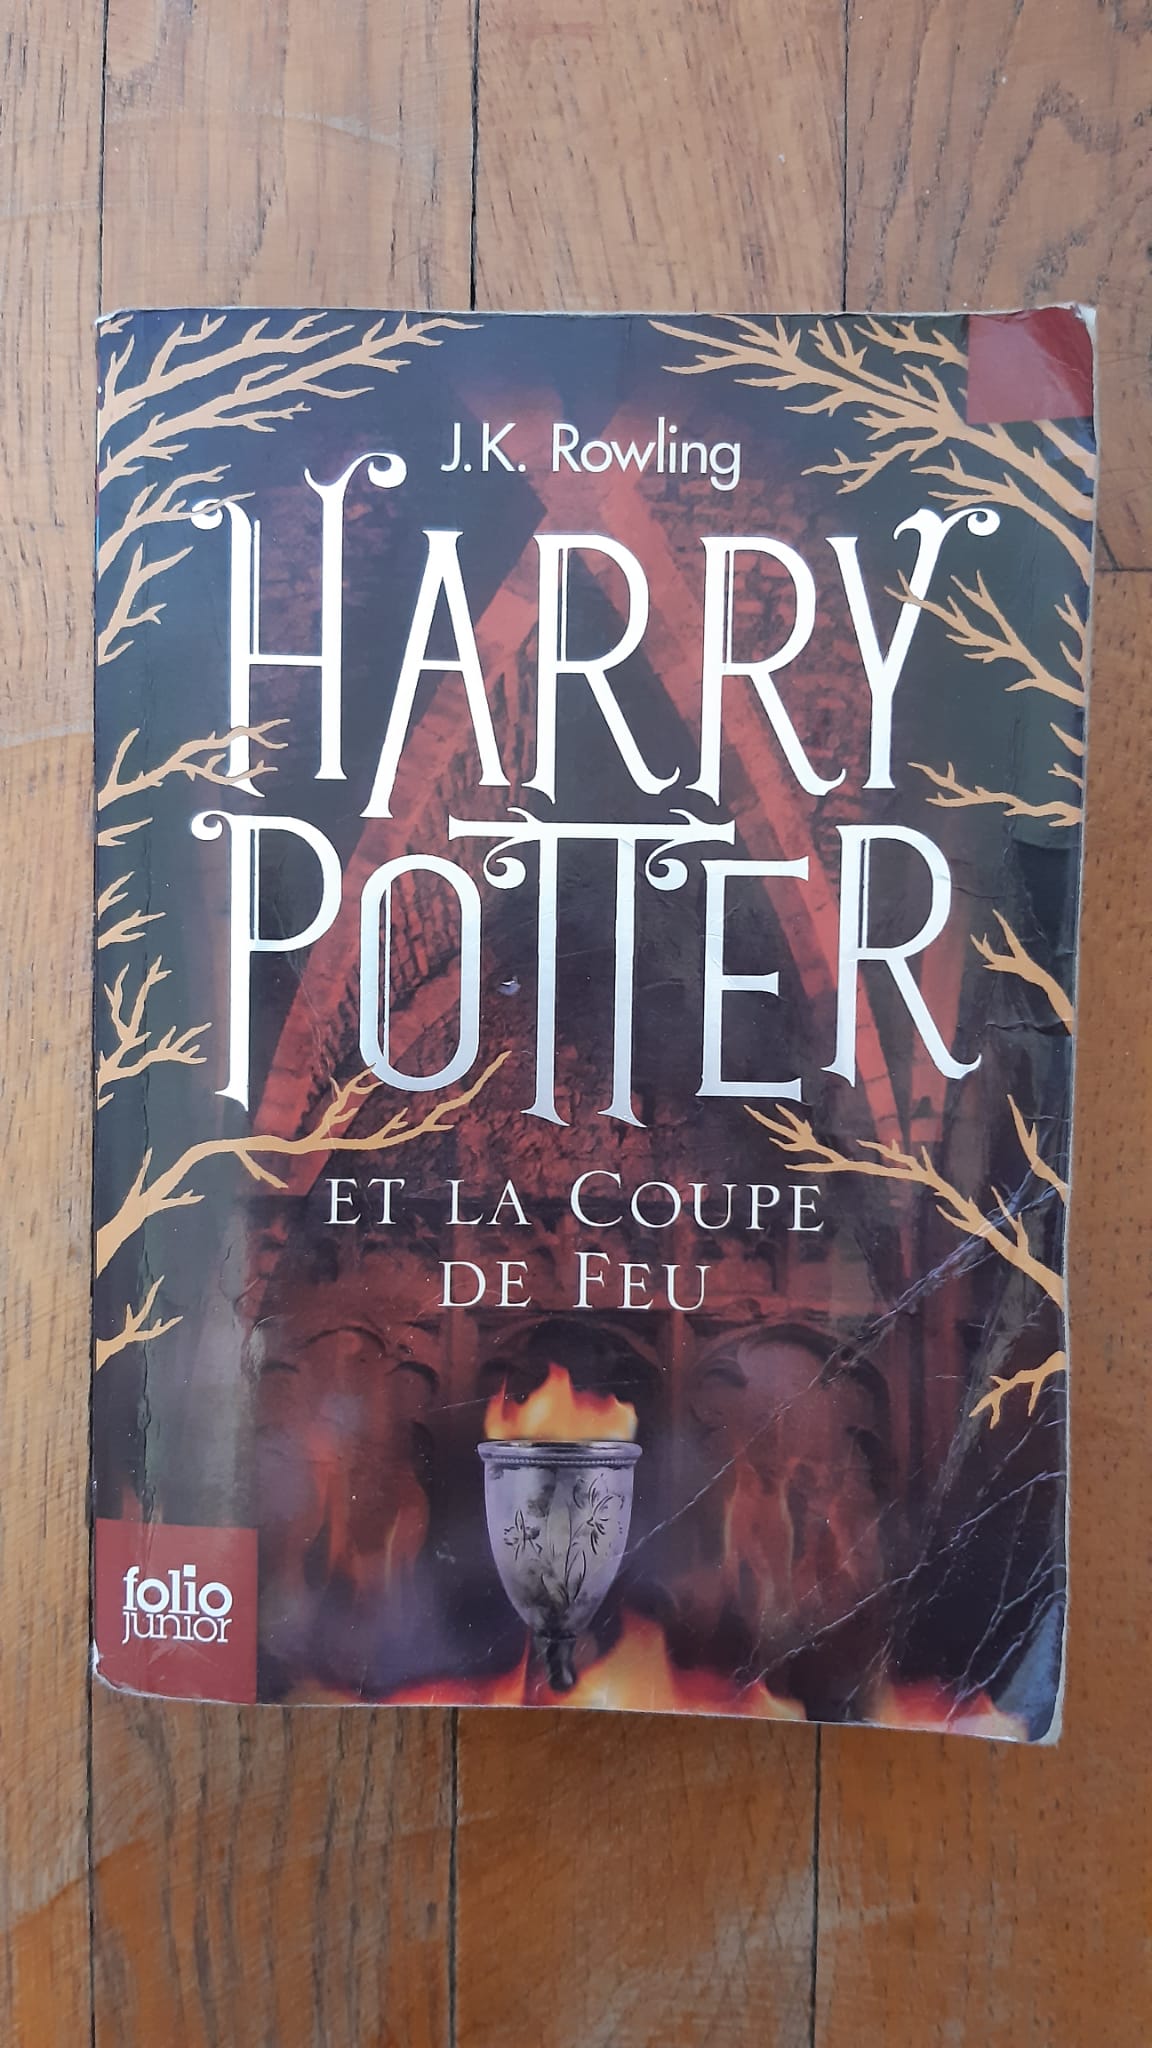 J.K. Rowling
HARRY
POTTER
ET LA COUPE
DE FEU
folio
junior